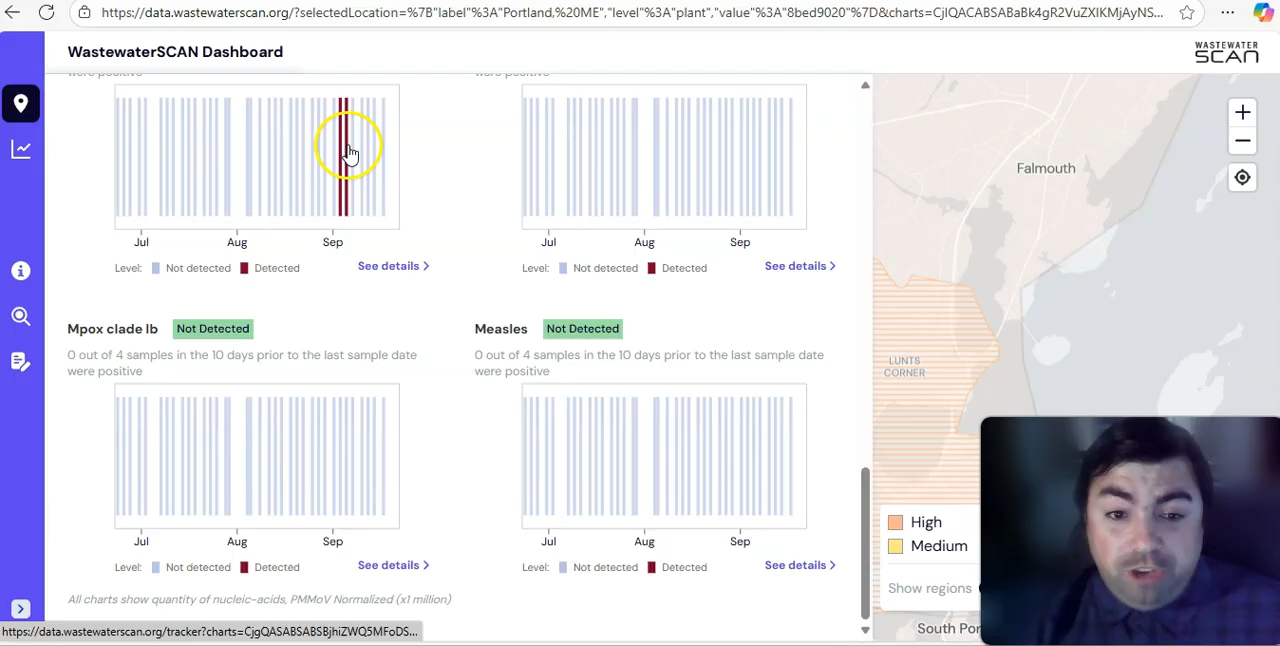 https://data.wastewaterscan.org/?selectedLocation=%7B"label"%3A"Portland,%20ME","level"%3A"plant","value"%3A"8bed9020"%7D&charts=CjIQACABSABaBk4gR2VuZXIKMjAyNS...
WastewaterSCAN Dashboard
WASTEWATER
SCAN
were positive
were positive
Jul Aug Sep
Jul Aug Sep
Level: Not detected Detected
See details >
Level: Not detected Detected
See details >
Mpox clade Ib Not Detected
0 out of 4 samples in the 10 days prior to the last sample date
were positive
Measles Not Detected
0 out of 4 samples in the 10 days prior to the last sample date
were positive
Jul Aug Sep
Jul Aug Sep
Level: Not detected Detected
See details >
Level: Not detected Detected
See details >
All charts show quantity of nucleic-acids, PMMoV Normalized (x1 million)
https://data.wastewaterscan.org/tracker?charts=CjgQASABSABSBjhiZWQ5MFoDS...
Falmouth
LUNTS
CORNER
High
Medium
Show regions
South Por